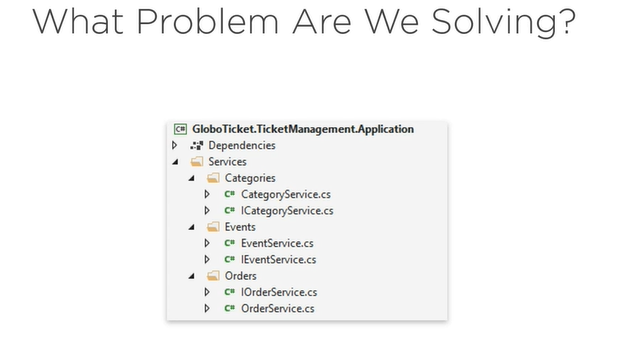 What Problem Are We Solving?
C# GloboTicket.TicketManagement.Application
Dependencies
Services
Categories
C# CategoryService.cs
C# ICategoryService.cs
Events
C# EventService.cs
C# IEventService.cs
Orders
C# IOrderService.cs
C# OrderService.cs